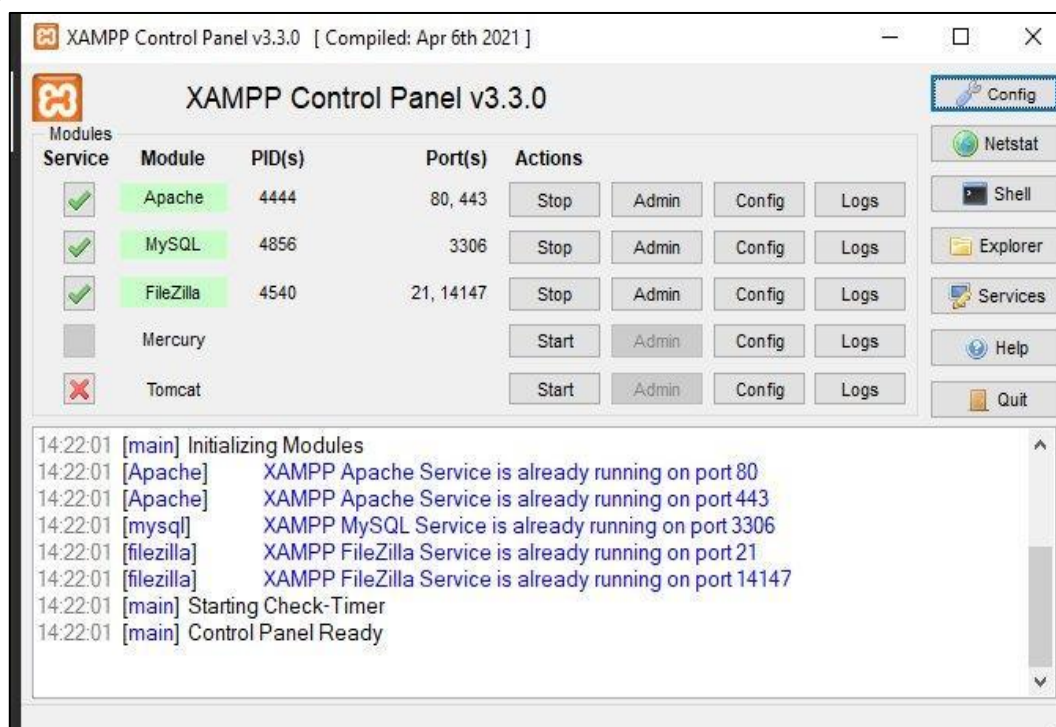 XAMPP Control Panel v3.3.0 [ Compiled: Apr 6th 2021 ]
XAMPP Control Panel v3.3.0
Config
Netstat
Shell
Explorer
Services
Help
Quit
Modules
Service Module PID(s) Port(s) Actions
Apache 4444 80, 443 Stop Admin Config Logs
MySQL 4856 3306 Stop Admin Config Logs
FileZilla 4540 21, 14147 Stop Admin Config Logs
Mercury Start Admin Config Logs
Tomcat Start Admin Config Logs
14:22:01 [main] Initializing Modules
14:22:01 [Apache] XAMPP Apache Service is already running on port 80
14:22:01 [Apache] XAMPP Apache Service is already running on port 443
14:22:01 [mysql] XAMPP MySQL Service is already running on port 3306
14:22:01 [filezilla] XAMPP FileZilla Service is already running on port 21
14:22:01 [filezilla] XAMPP FileZilla Service is already running on port 14147
14:22:01 [main] Starting Check-Timer
14:22:01 [main] Control Panel Ready